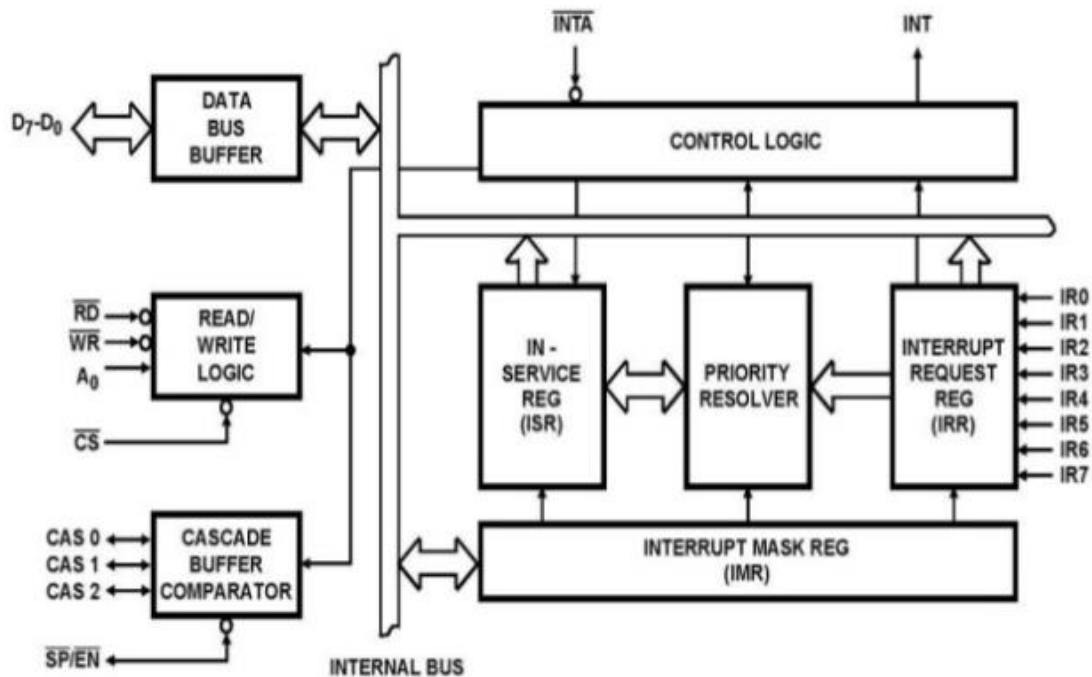 INTA
INT
D7-D0
DATA
BUS
BUFFER
CONTROL LOGIC
RD
WR
A0
CS
READ/
WRITE
LOGIC
IN -
SERVICE
REG
(ISR)
PRIORITY
RESOLVER
INTERRUPT
REQUEST
REG
(IRR)
IR0
IR1
IR2
IR3
IR4
IR5
IR6
IR7
CAS 0
CAS 1
CAS 2
CASCADE
BUFFER
COMPARATOR
INTERRUPT MASK REG
(IMR)
SP/EN
INTERNAL BUS